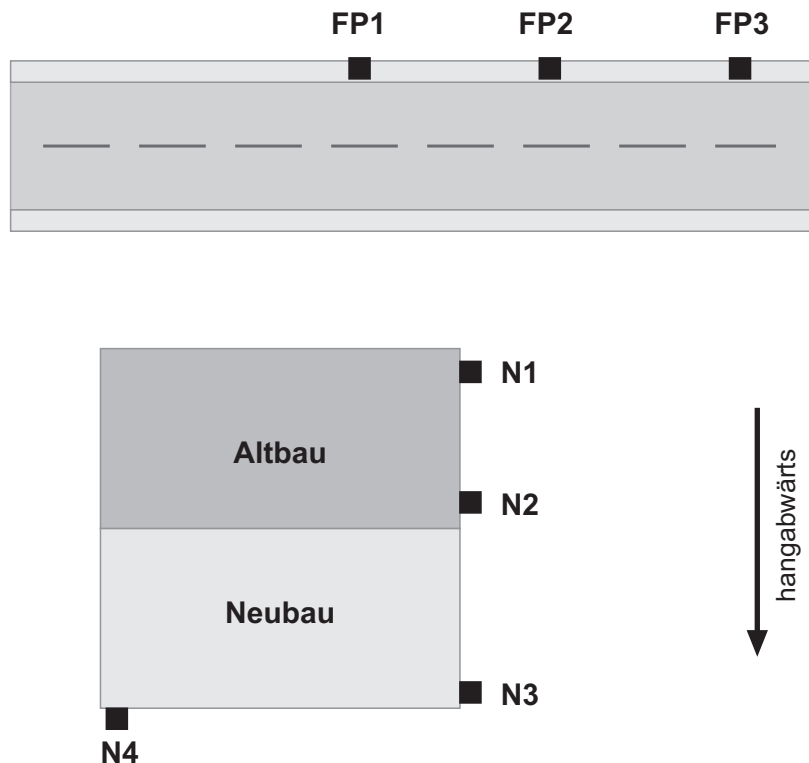 FP1 FP2 FP3
N1
Altbau
N2
hangabwärts
Neubau
N3
N4